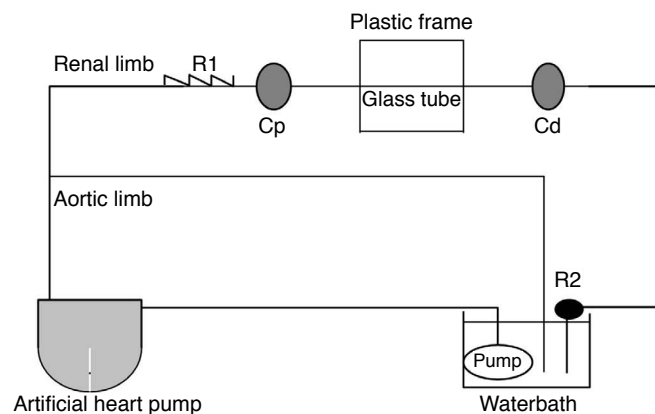 Plastic frame
Renal limb
R1
Glass tube
Cp
Cd
Aortic limb
R2
Pump
Artificial heart pump
Waterbath